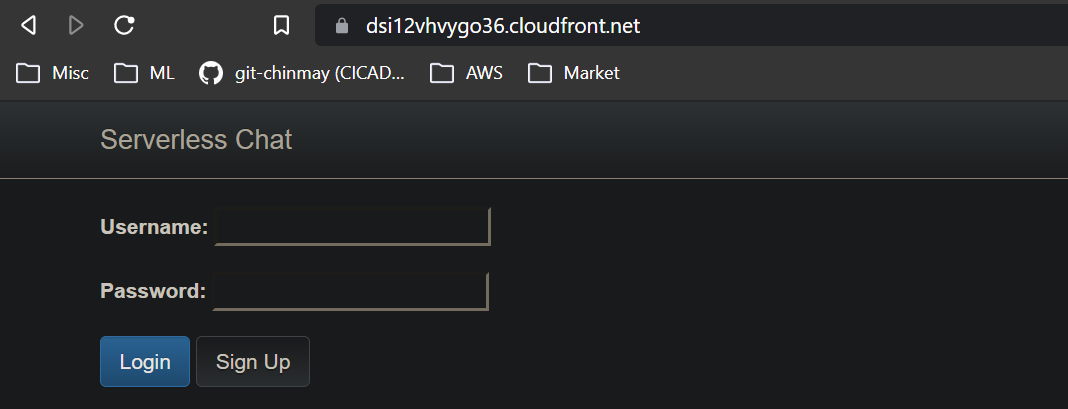 dsi12vhvygo36.cloudfront.net
Misc ML git-chinmay (CICAD... AWS Market
Serverless Chat
Username:
Password:
Login Sign Up